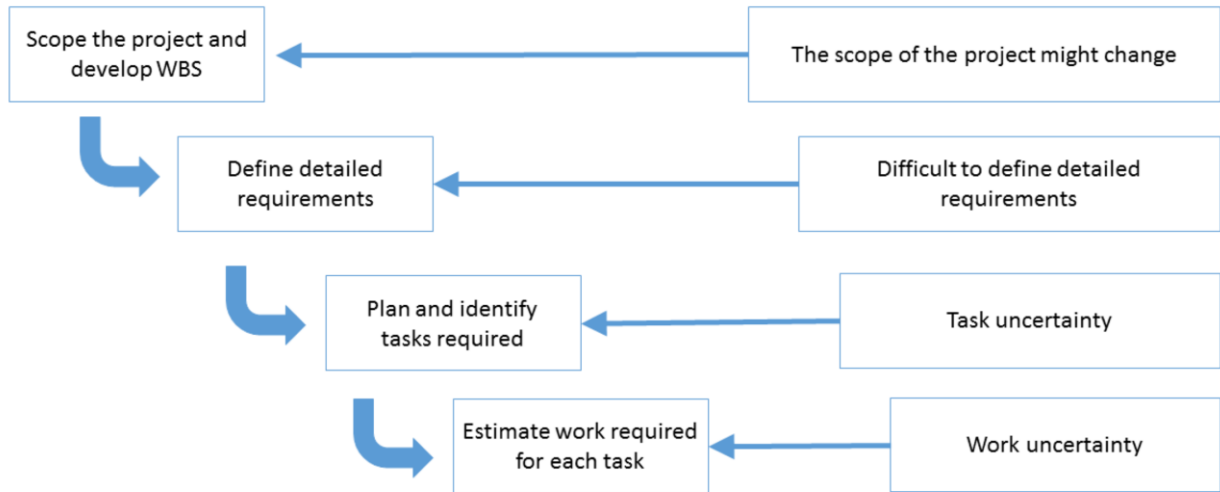 Scope the project and
develop WBS
The scope of the project might change
Define detailed
requirements
Difficult to define detailed
requirements
Plan and identify
tasks required
Task uncertainty
Estimate work required
for each task
Work uncertainty